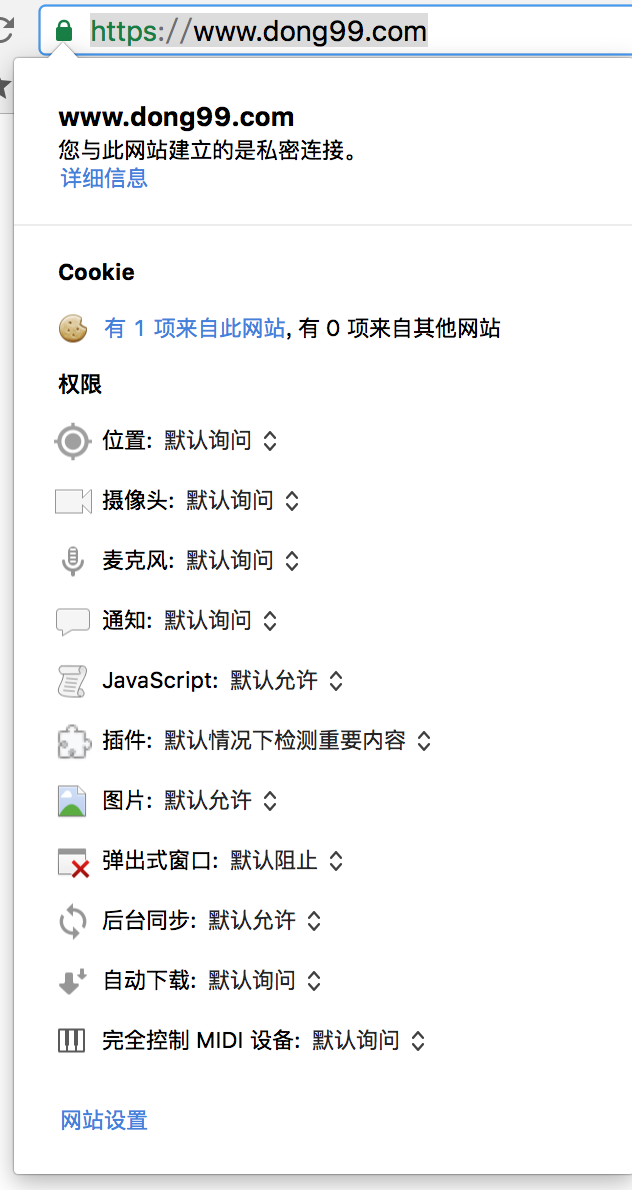 https://www.dong99.com
www.dong99.com
您与此网站建立的是私密连接。
详细信息
Cookie
有 1 项来自此网站, 有 0 项来自其他网站
权限
位置: 默认询问
摄像头: 默认询问
麦克风: 默认询问
通知: 默认询问
JavaScript: 默认允许
插件: 默认情况下检测重要内容
图片: 默认允许
弹出式窗口: 默认阻止
后台同步: 默认允许
自动下载: 默认询问
完全控制 MIDI 设备: 默认询问
网站设置